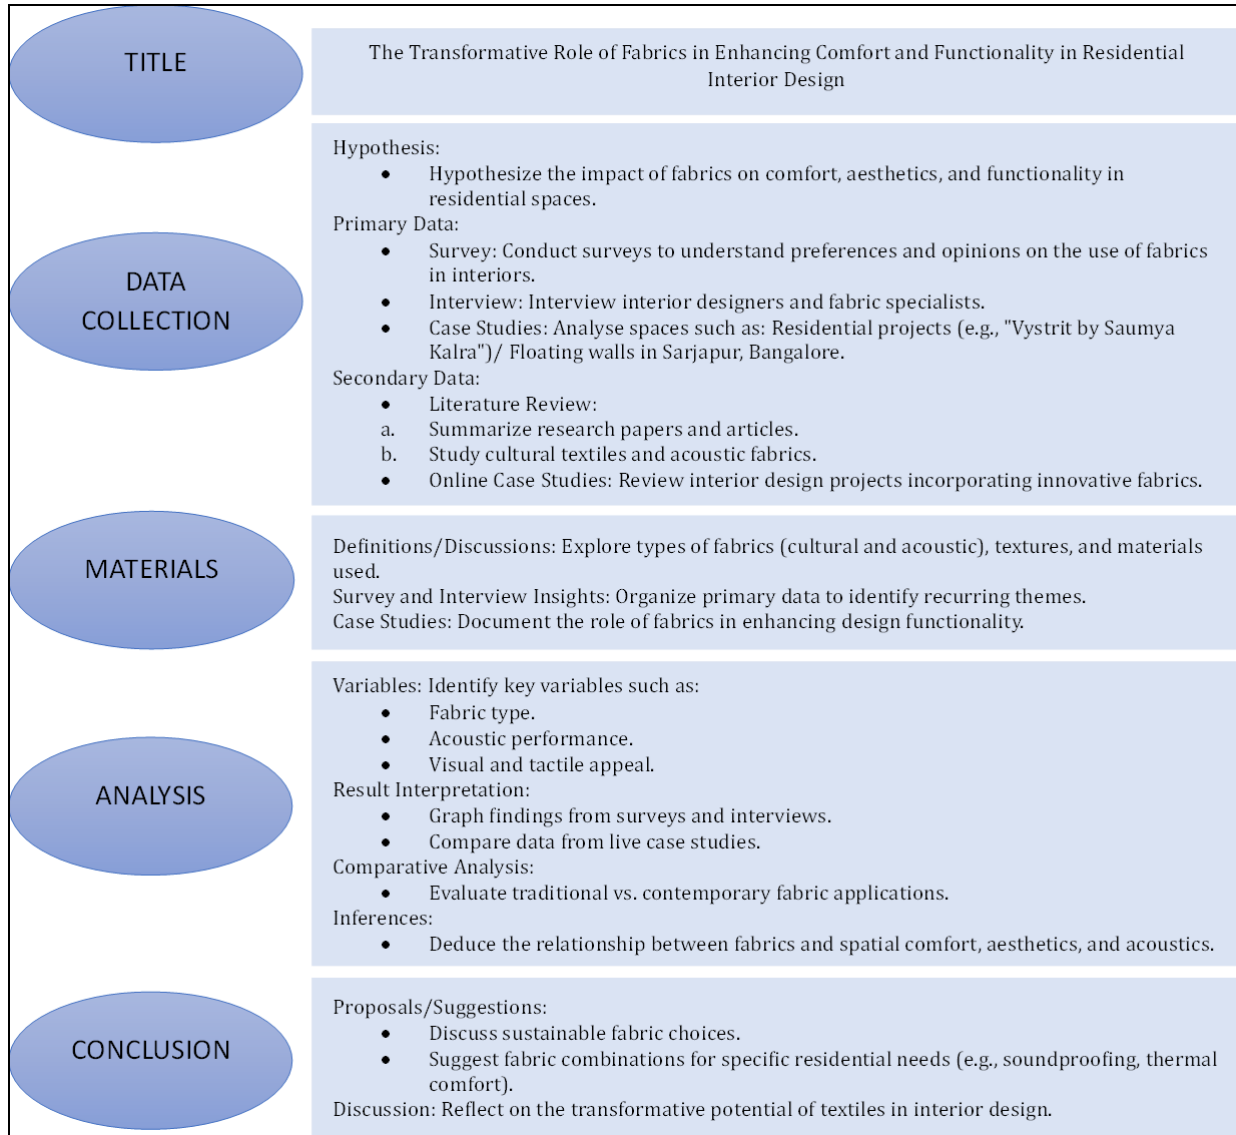 TITLE
The Transformative Role of Fabrics in Enhancing Comfort and Functionality in Residential
Interior Design
DATA
COLLECTION
Hypothesis:
• Hypothesize the impact of fabrics on comfort, aesthetics, and functionality in
residential spaces.
Primary Data:
• Survey: Conduct surveys to understand preferences and opinions on the use of fabrics
in interiors.
• Interview: Interview interior designers and fabric specialists.
• Case Studies: Analyse spaces such as: Residential projects (e.g., "Vystrit by Saumya
Kalra")/ Floating walls in Sarjapur, Bangalore.
Secondary Data:
• Literature Review:
a. Summarize research papers and articles.
b. Study cultural textiles and acoustic fabrics.
• Online Case Studies: Review interior design projects incorporating innovative fabrics.
MATERIALS
Definitions/Discussions: Explore types of fabrics (cultural and acoustic), textures, and materials
used.
Survey and Interview Insights: Organize primary data to identify recurring themes.
Case Studies: Document the role of fabrics in enhancing design functionality.
ANALYSIS
Variables: Identify key variables such as:
• Fabric type.
• Acoustic performance.
• Visual and tactile appeal.
Result Interpretation:
• Graph findings from surveys and interviews.
• Compare data from live case studies.
Comparative Analysis:
• Evaluate traditional vs. contemporary fabric applications.
Inferences:
• Deduce the relationship between fabrics and spatial comfort, aesthetics, and acoustics.
CONCLUSION
Proposals/Suggestions:
• Discuss sustainable fabric choices.
• Suggest fabric combinations for specific residential needs (e.g., soundproofing, thermal
comfort).
Discussion: Reflect on the transformative potential of textiles in interior design.